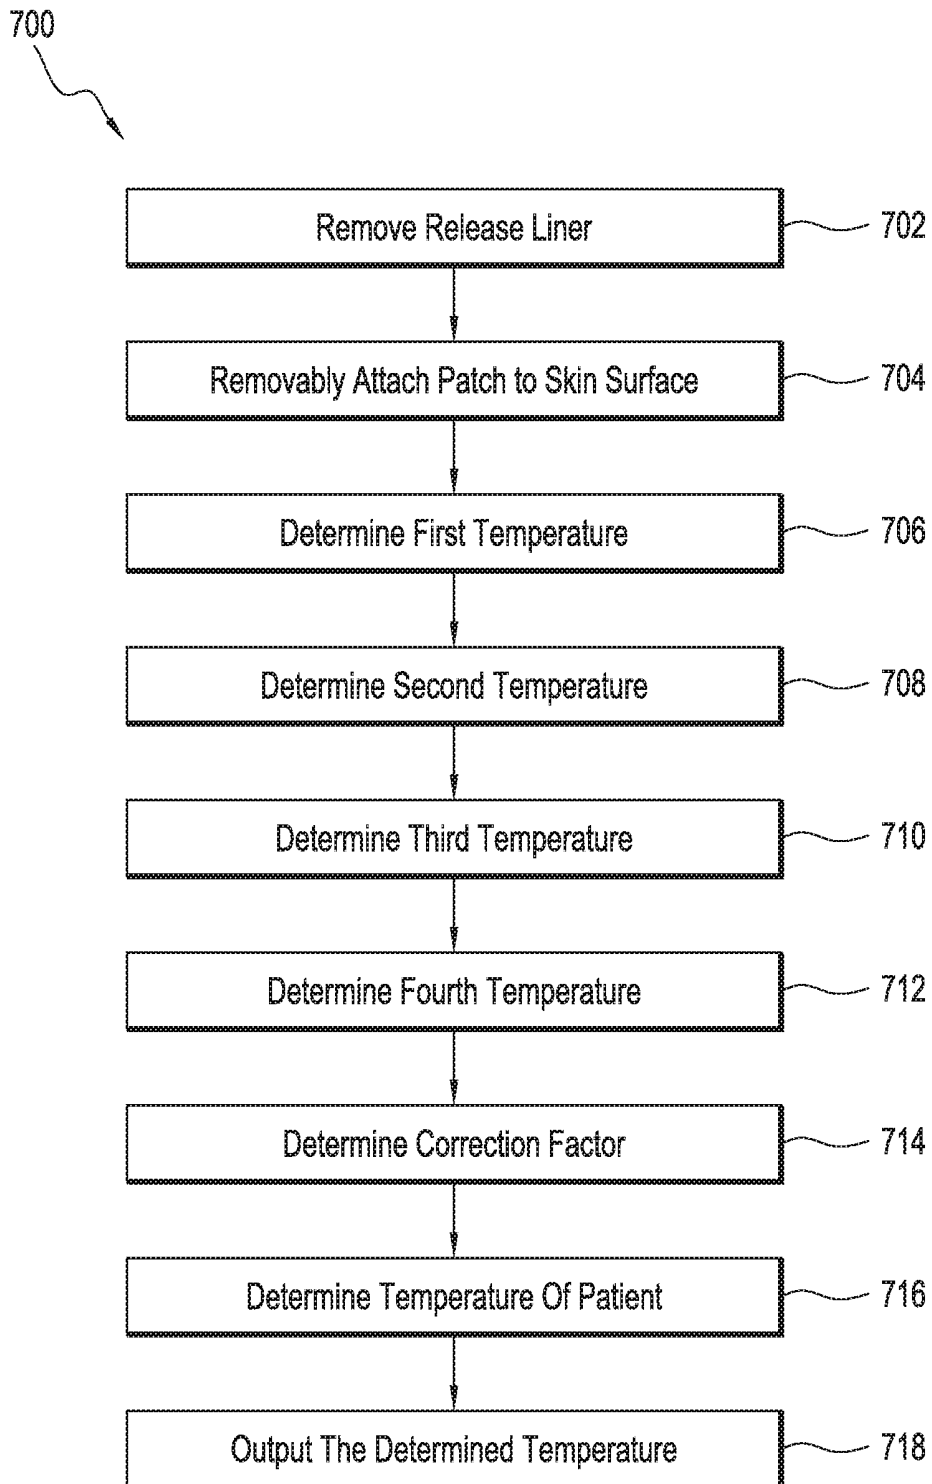 700
Remove Release Liner 702
Removably Attach Patch to Skin Surface 704
Determine First Temperature 706
Determine Second Temperature 708
Determine Third Temperature 710
Determine Fourth Temperature 712
Determine Correction Factor 714
Determine Temperature Of Patient 716
Output The Determined Temperature 718